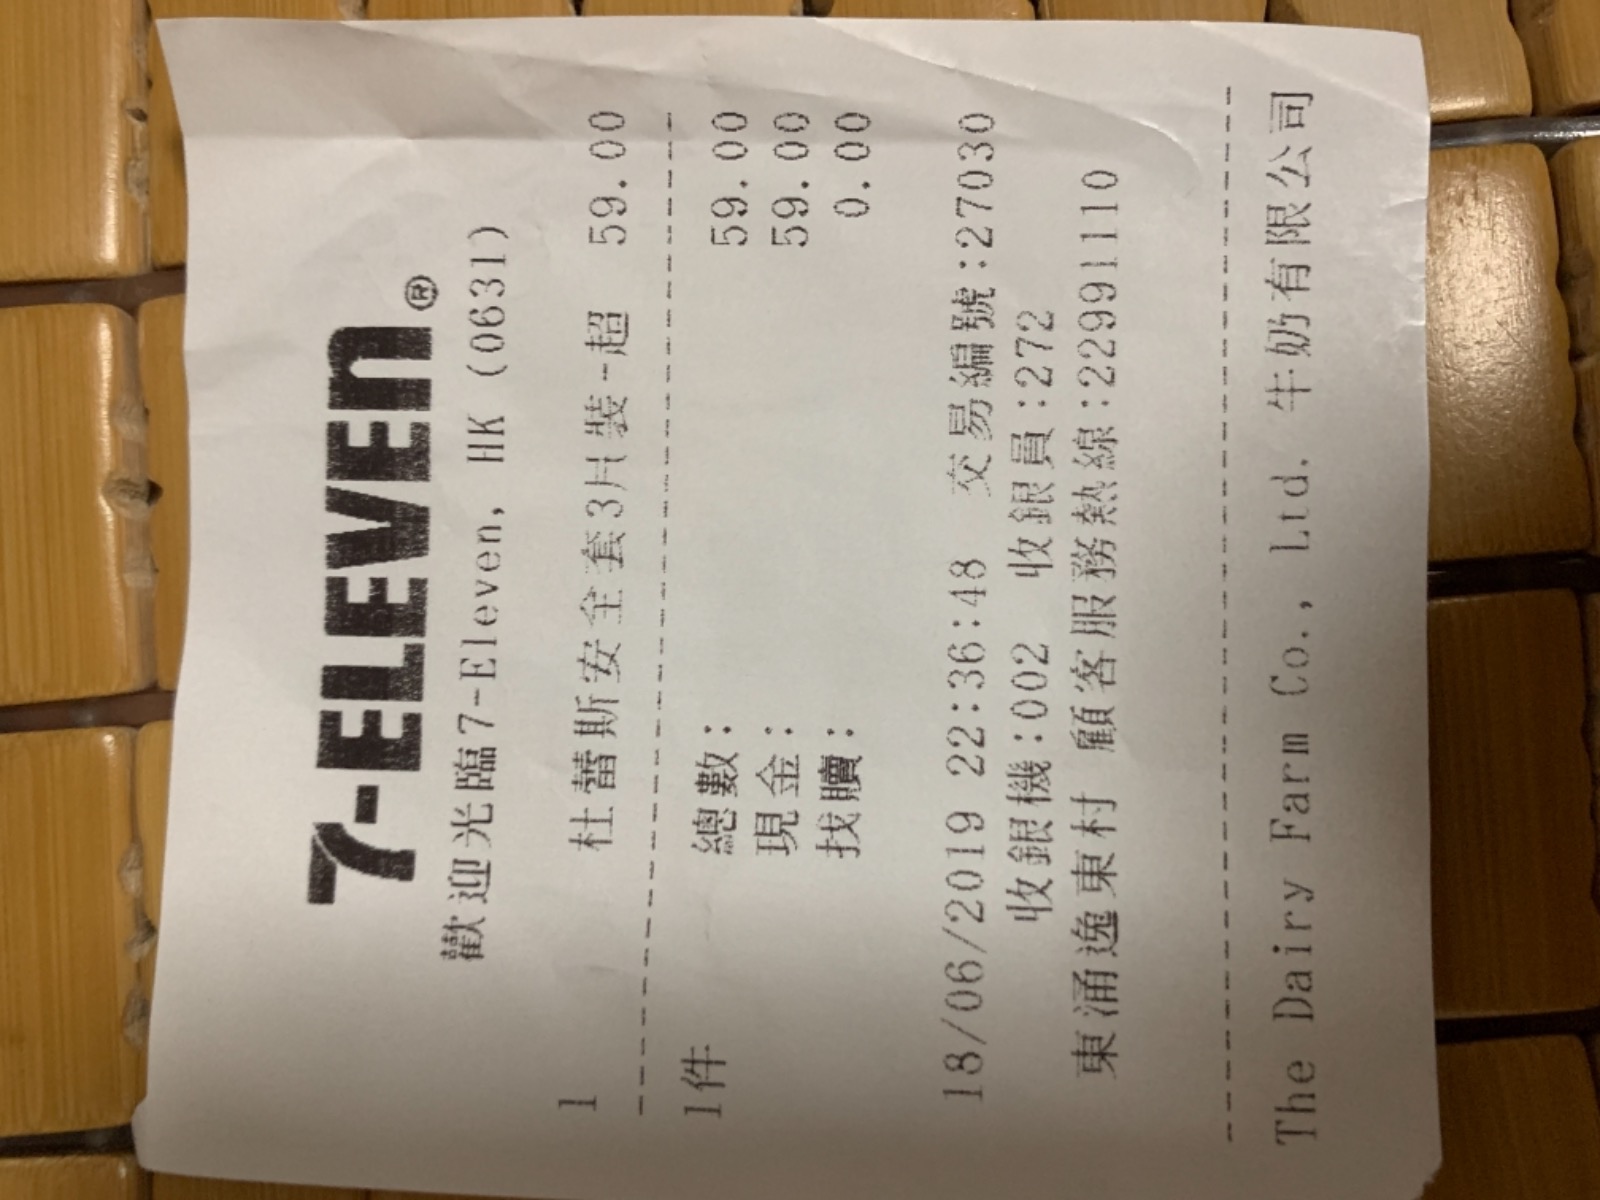 7-ELEVEn®
歡迎光臨7-Eleven, HK (0631)
1 杜蕾斯安全套3片裝-超 59.00
1件 總數: 59.00
現金: 59.00
找贖: 0.00
18/06/2019 22:36:48 交易編號:27030
收銀機:002 收銀員:272
東涌逸東村 顧客服務熱線:22991110
The Dairy Farm Co., Ltd. 牛奶有限公司